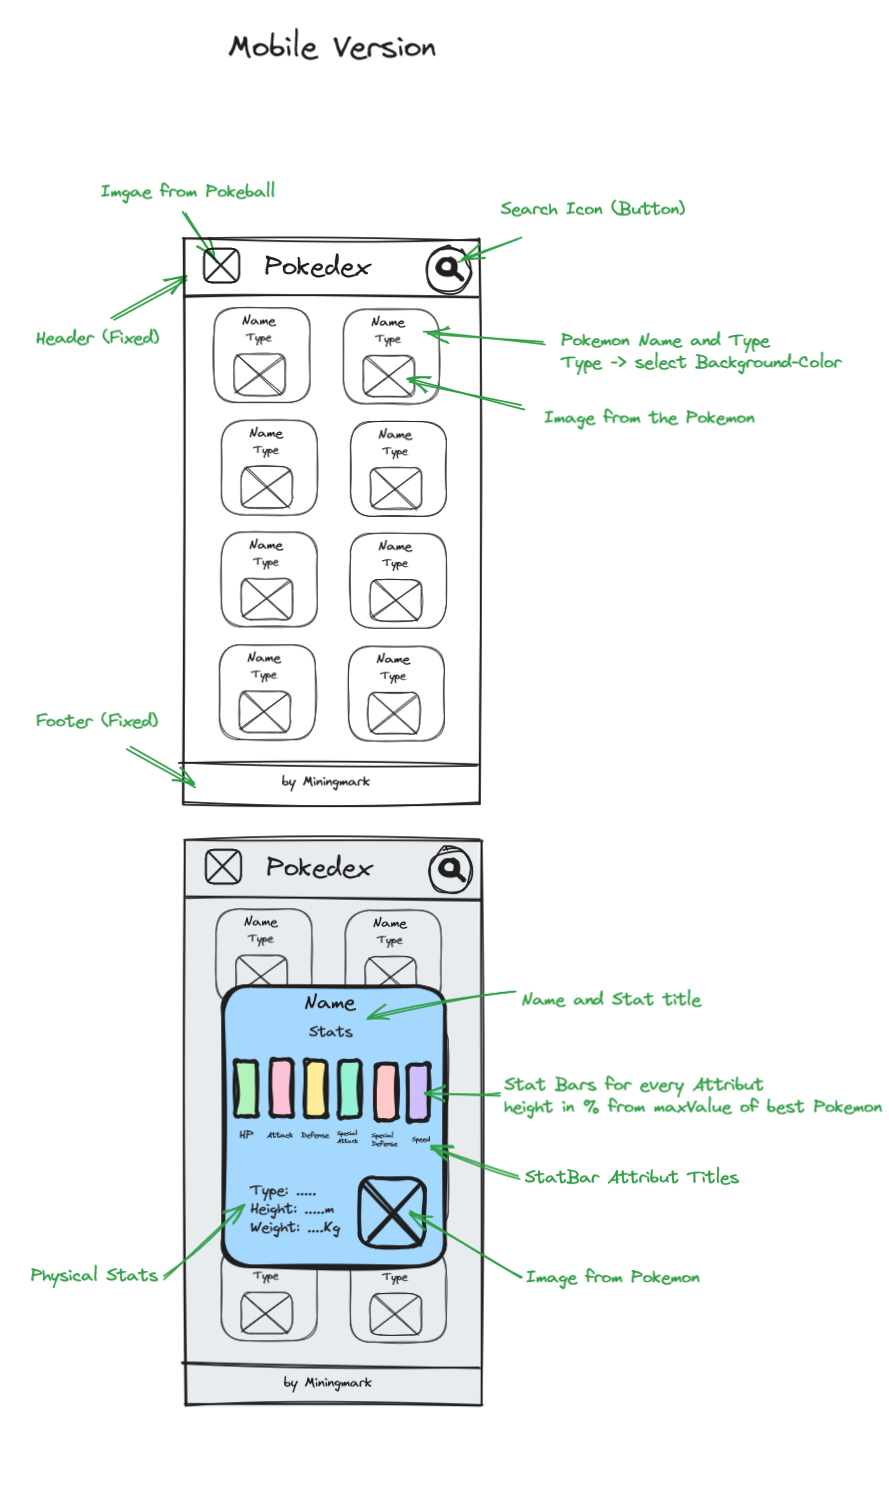 Mobile Version
Imgae from Pokeball
Search Icon (Button)
Pokedex
Header (Fixed)
Name
Type
Name
Type
Pokemon Name and Type
Type -> select Background-Color
Image from the Pokemon
Name
Type
Name
Type
Name
Type
Name
Type
Name
Type
Name
Type
Footer (Fixed)
by Miningmark
Pokedex
Name
Type
Name
Type
Name
Stats
Name and Stat title
Stat Bars for every Attribut
height in % from maxValue of best Pokemon
HP
Attack
Defense
Special
Attack
Special
Defense
Speed
StatBar Attribut Titles
Type: .....
Height: .....m
Weight: ....Kg
Physical Stats
Image from Pokemon
Type
Type
by Miningmark